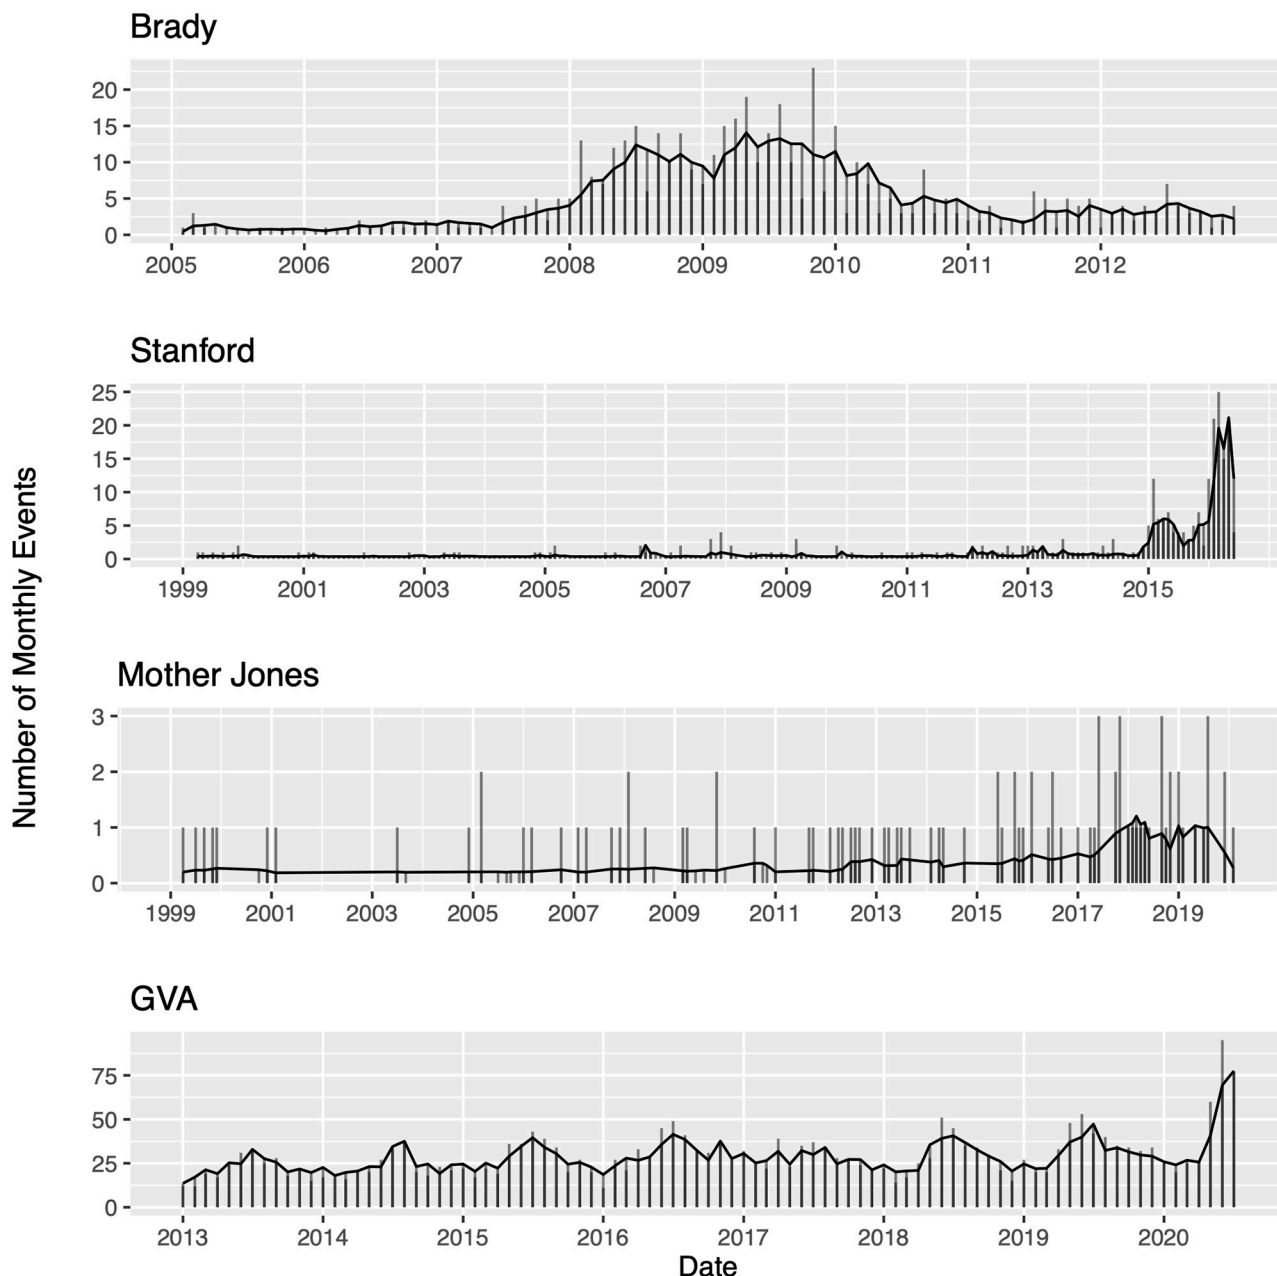 Brady
20
15
10
5
0
2005 2006 2007 2008 2009 2010 2011 2012
Stanford
25
20
15
10
5
0
1999 2001 2003 2005 2007 2009 2011 2013 2015
Number of Monthly Events
Mother Jones
3
2
1
0
1999 2001 2003 2005 2007 2009 2011 2013 2015 2017 2019
GVA
75
50
25
0
2013 2014 2015 2016 2017 2018 2019 2020
Date